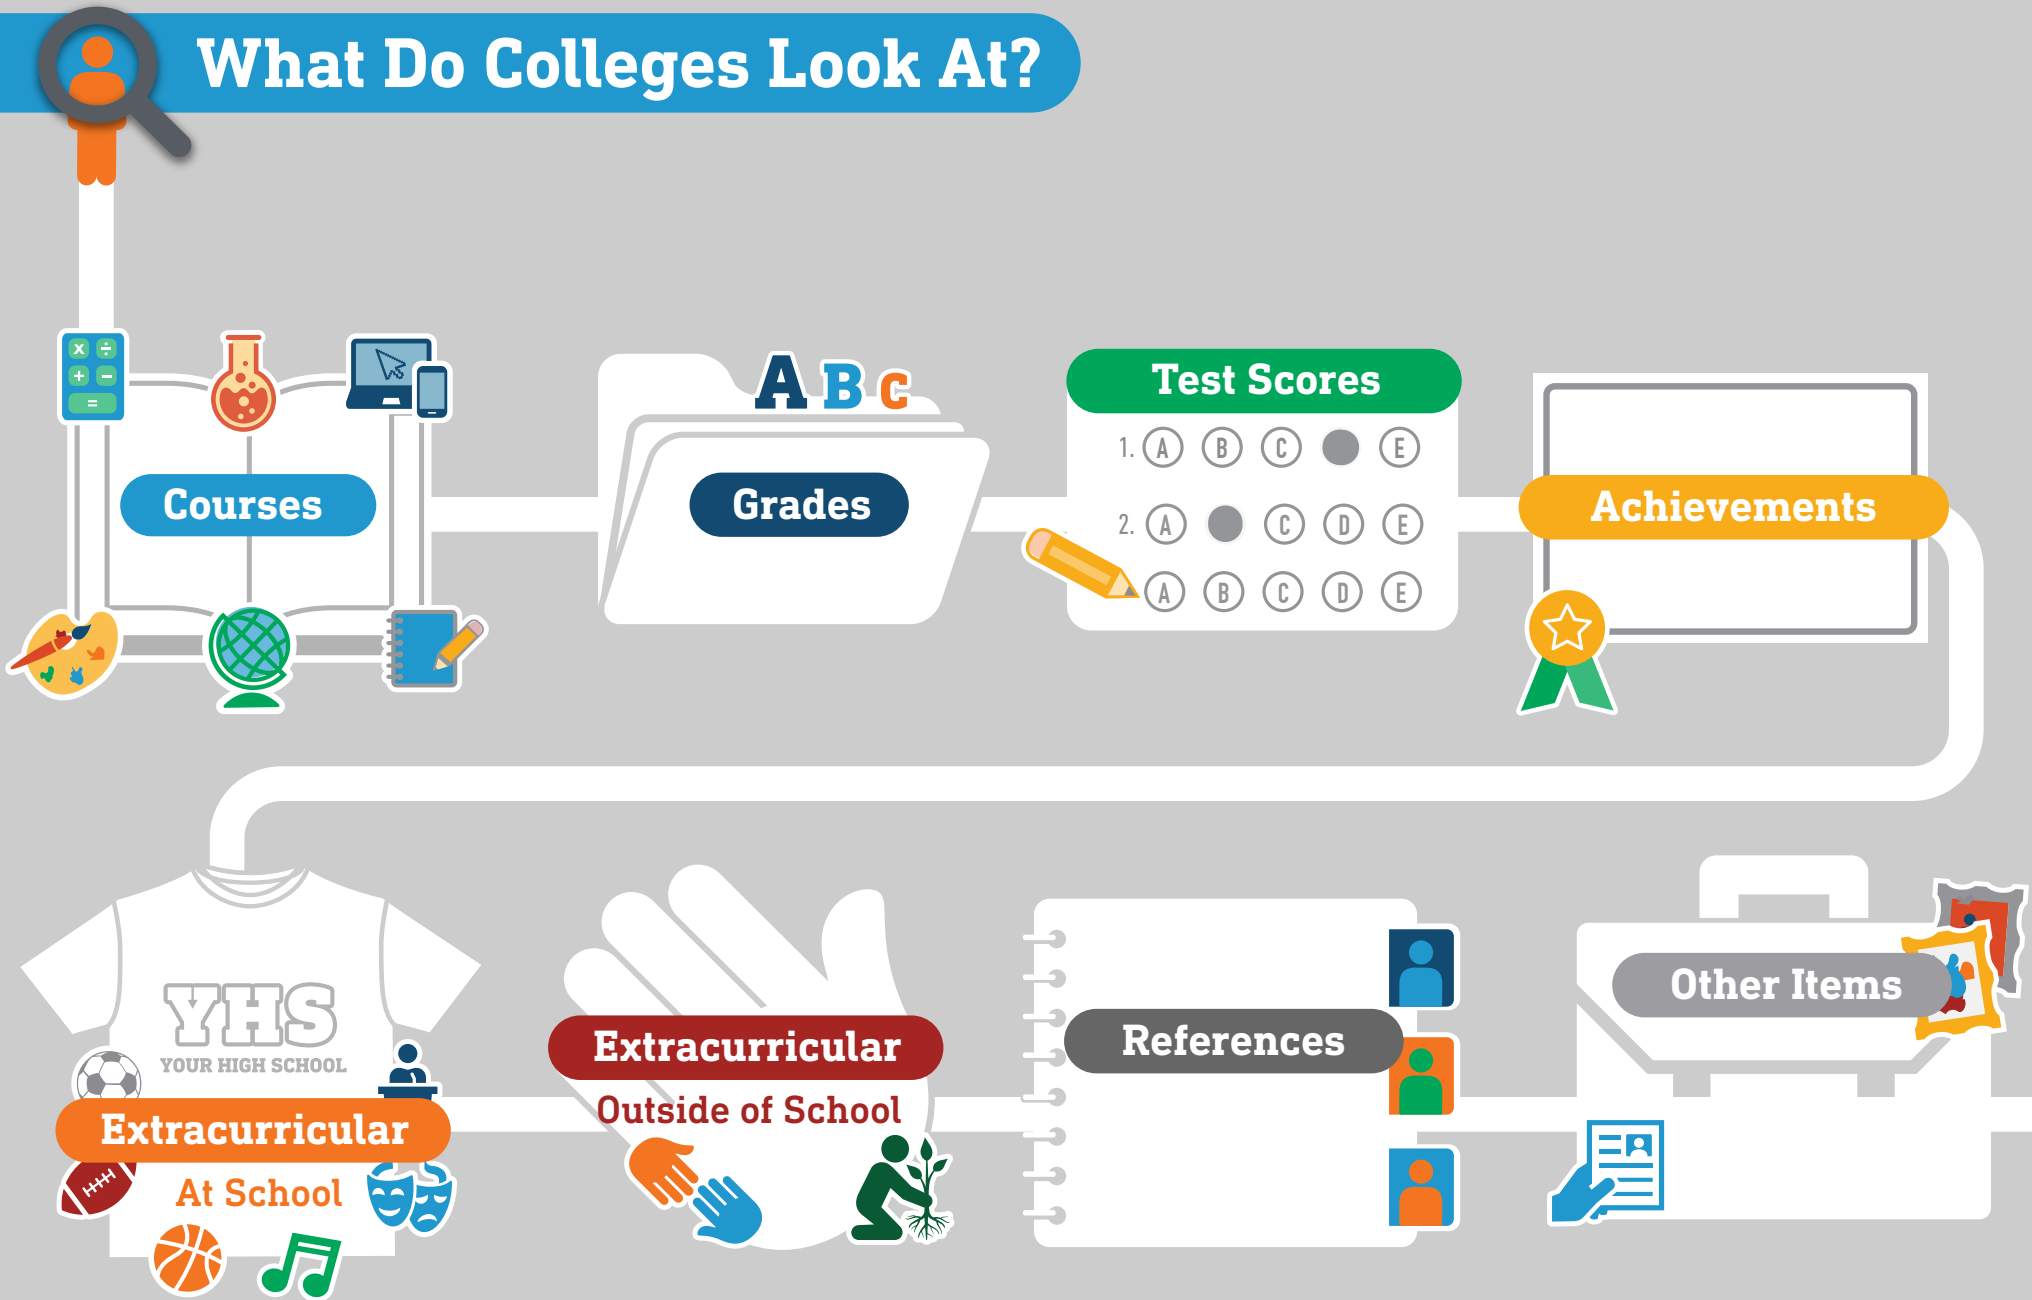 What Do Colleges Look At?
x ÷
+ −
=
Courses
A B C
Grades
Test Scores
1. A B C E
2. A C D E
A B C D E
Achievements
YHS
YOUR HIGH SCHOOL
Extracurricular
At School
Extracurricular
Outside of School
References
Other Items